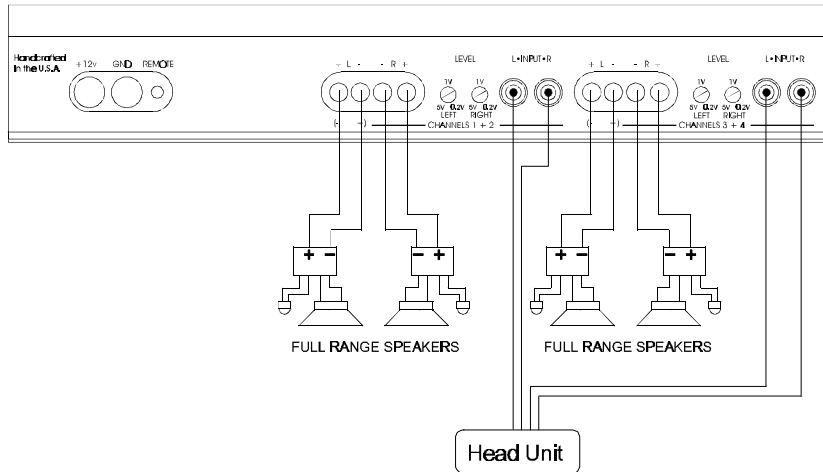 Handcrafted
in the U.S.A.
+12v GND REMOTE
+ L - - R +
LEVEL
L•INPUT•R
1V 1V
5V 0.2V 5V 0.2V
LEFT RIGHT
(- +)
CHANNELS 1 + 2
+ L - - R +
LEVEL
L•INPUT•R
1V 1V
5V 0.2V 5V 0.2V
LEFT RIGHT
(- +)
CHANNELS 3 + 4
+ - - + + - - +
FULL RANGE SPEAKERS
FULL RANGE SPEAKERS
Head Unit